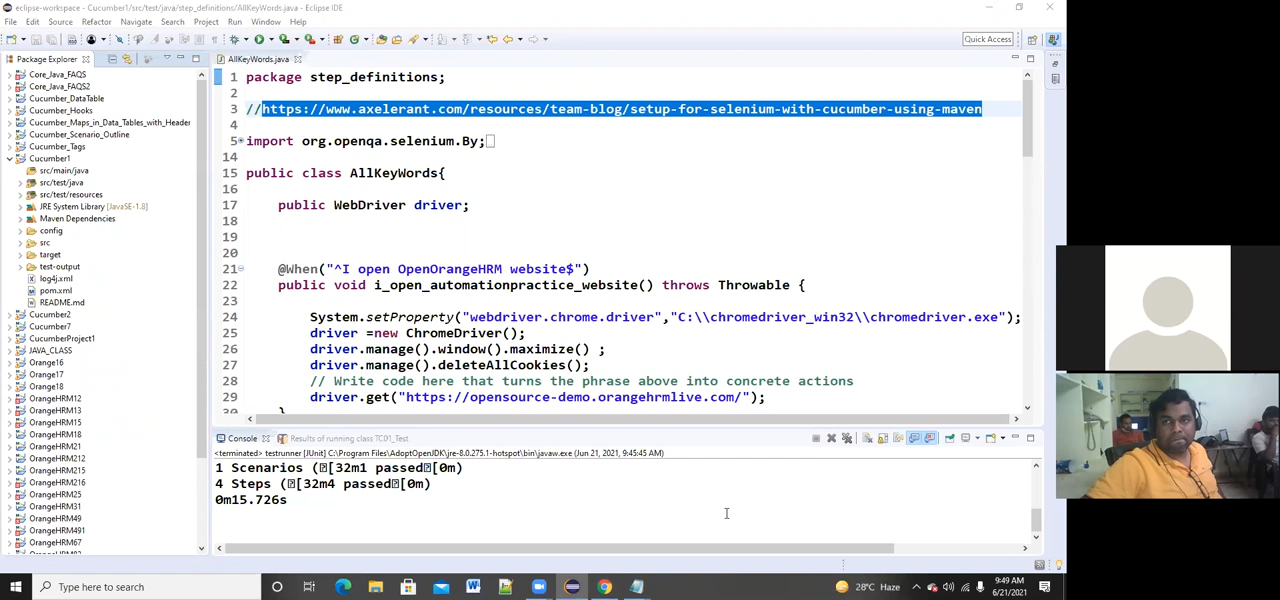 eclipse-workspace - Cucumber1/src/test/java/step_definitions/AllKeyWords.java - Eclipse IDE
File Edit Source Refactor Navigate Search Project Run Window Help
Quick Access
Package Explorer
AllKeyWords.java
Core_Java_FAQS
Core_Java_FAQS2
Cucumber_DataTable
Cucumber_Hooks
Cucumber_Maps_in_Data_Tables_with_Header
Cucumber_Scenario_Outline
Cucumber_Tags
Cucumber1
src/main/java
src/test/java
src/test/resources
JRE System Library [JavaSE-1.8]
Maven Dependencies
config
src
target
test-output
log4j.xml
pom.xml
README.md
Cucumber2
Cucumber7
CucumberProject1
JAVA_CLASS
Orange16
Orange17
Orange18
OrangeHRM12
OrangeHRM13
OrangeHRM15
OrangeHRM18
OrangeHRM21
OrangeHRM212
OrangeHRM215
OrangeHRM216
OrangeHRM25
OrangeHRM31
OrangeHRM49
OrangeHRM491
OrangeHRM67
1 package step_definitions;
2
3 //https://www.axelerant.com/resources/team-blog/setup-for-selenium-with-cucumber-using-maven
4
5 import org.openqa.selenium.By;
14
15 public class AllKeyWords{
16
17 public WebDriver driver;
18
19
20
21 @When("^I open OpenOrangeHRM website$")
22 public void i_open_automationpractice_website() throws Throwable {
23
24 System.setProperty("webdriver.chrome.driver","C:\\chromedriver_win32\\chromedriver.exe");
25 driver =new ChromeDriver();
26 driver.manage().window().maximize() ;
27 driver.manage().deleteAllCookies();
28 // Write code here that turns the phrase above into concrete actions
29 driver.get("https://opensource-demo.orangehrmlive.com/");
30 }
Console Results of running class TC01_Test
<terminated> testrunner [JUnit] C:\Program Files\AdoptOpenJDK\jre-8.0.275.1-hotspot\bin\javaw.exe (Jun 21, 2021, 9:45:45 AM)
1 Scenarios ([32m1 passed[0m)
4 Steps ([32m4 passed[0m)
0m15.726s
Type here to search
28°C Haze
9:49 AM
6/21/2021